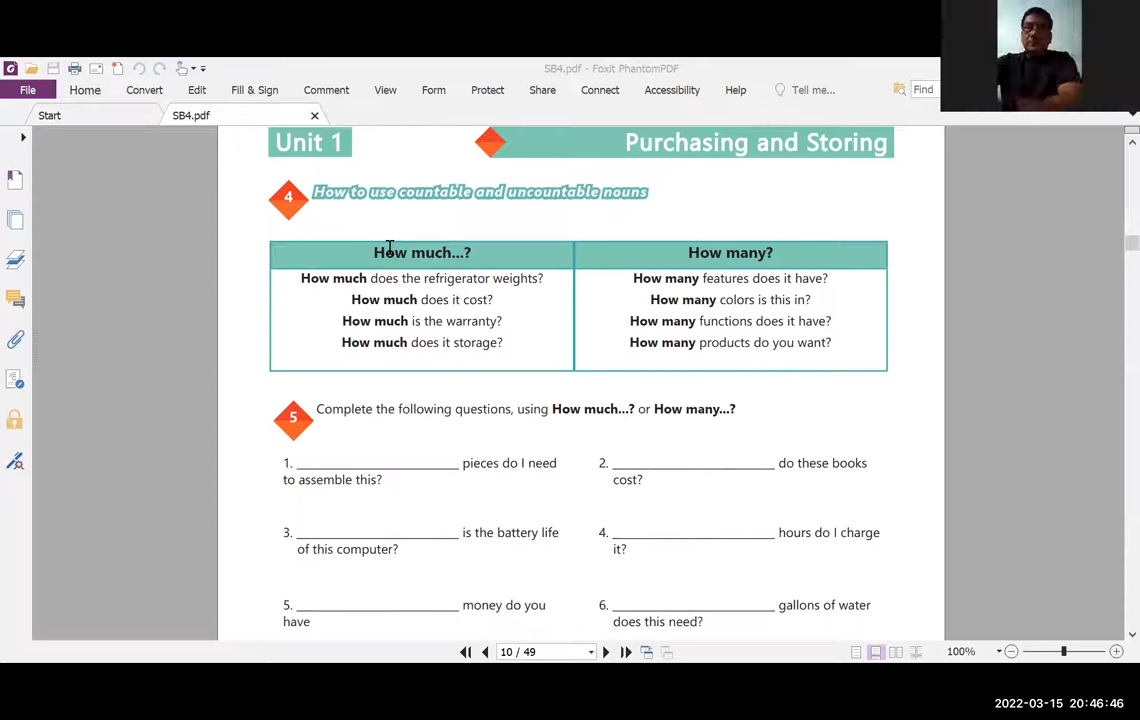 SB4.pdf - Foxit PhantomPDF
File Home Convert Edit Fill & Sign Comment View Form Protect Share Connect Accessibility Help Tell me... Find
Start SB4.pdf
Unit 1 Purchasing and Storing
4 How to use countable and uncountable nouns
How much...? How many?
How much does the refrigerator weights? How many features does it have?
How much does it cost? How many colors is this in?
How much is the warranty? How many functions does it have?
How much does it storage? How many products do you want?
5 Complete the following questions, using How much...? or How many...?
1. ____________________ pieces do I need
to assemble this?
2. ____________________ do these books
cost?
3. ____________________ is the battery life
of this computer?
4. ____________________ hours do I charge
it?
5. ____________________ money do you
have
6. ____________________ gallons of water
does this need?
10 / 49 100%
2022-03-15 20:46:46